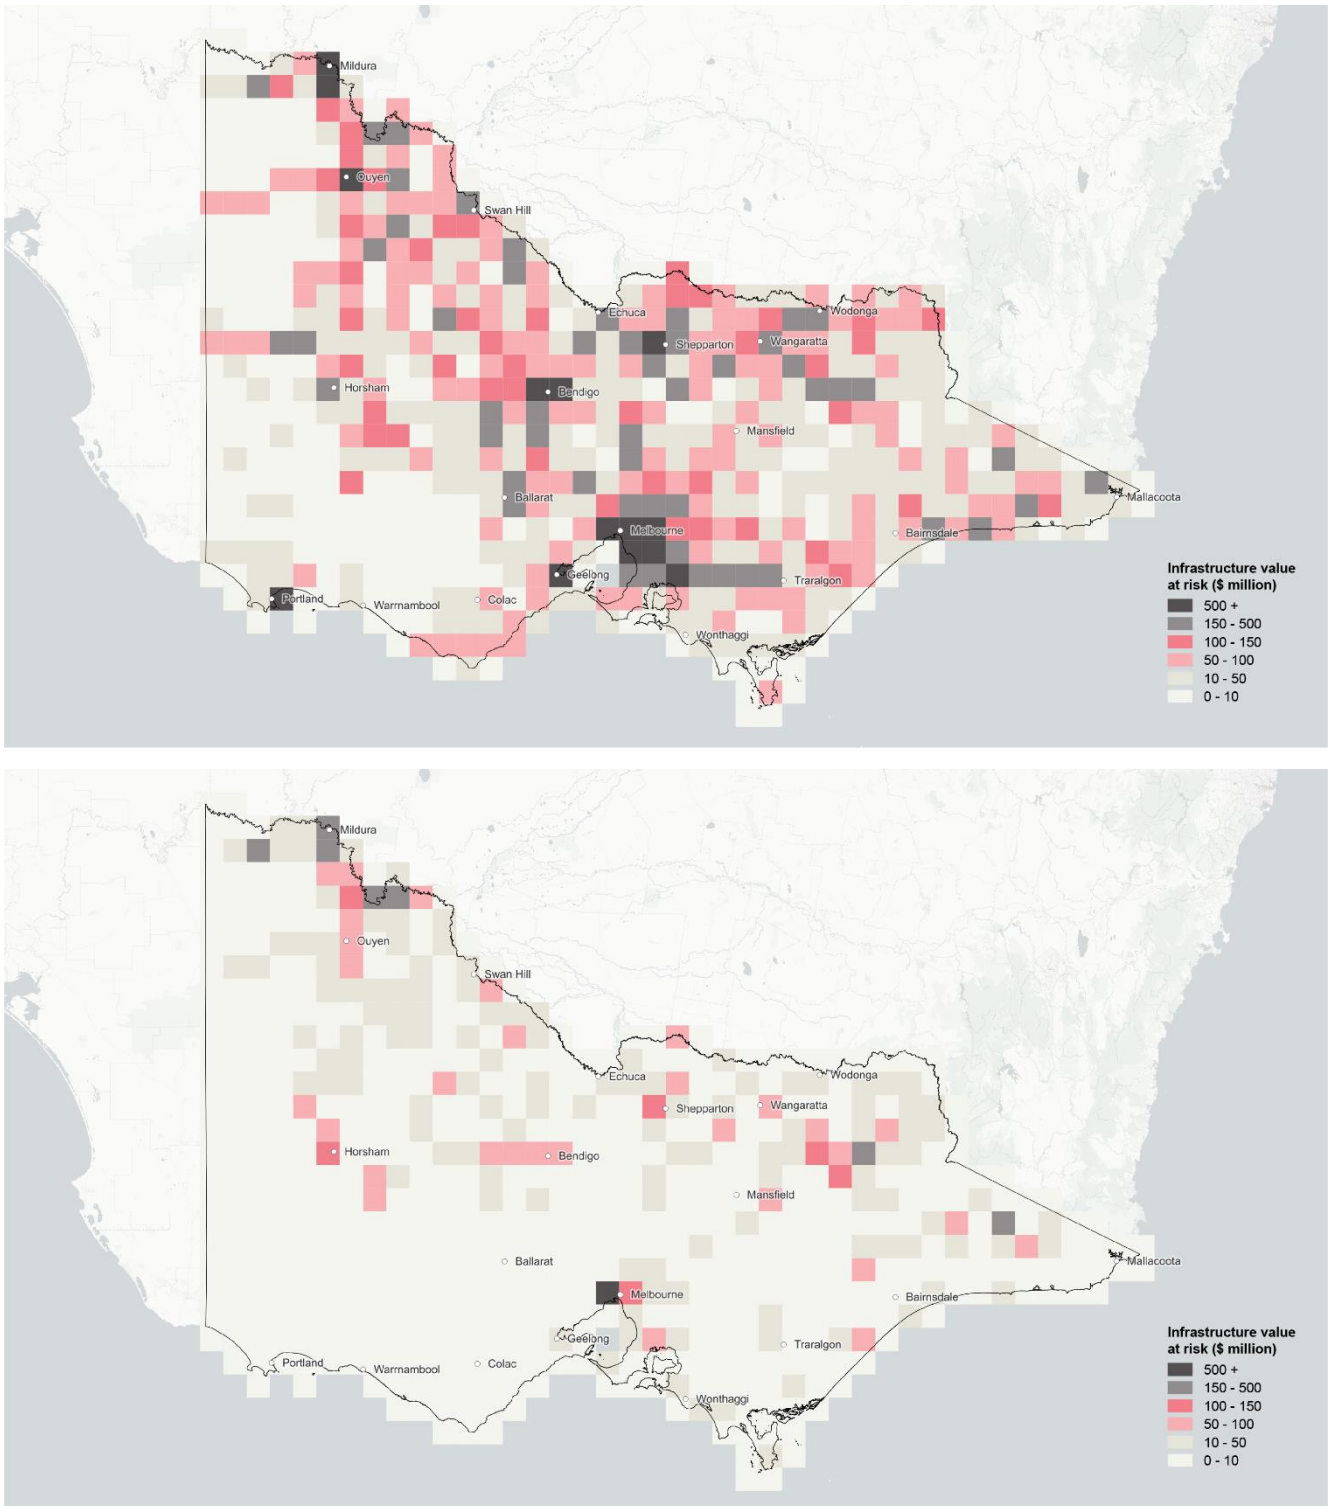 Mildura
Ouyen
Swan Hill
Echuca
Wodonga
Shepparton
Wangaratta
Horsham
Bendigo
Mansfield
Ballarat
Mallacoota
Melbourne
Bairnsdale
Geelong
Traralgon
Portland
Warrnambool
Colac
Wonthaggi
Infrastructure value
at risk ($ million)
500 +
150 - 500
100 - 150
50 - 100
10 - 50
0 - 10
Mildura
Ouyen
Swan Hill
Echuca
Wodonga
Shepparton
Wangaratta
Horsham
Bendigo
Mansfield
Ballarat
Mallacoota
Melbourne
Bairnsdale
Geelong
Traralgon
Portland
Warrnambool
Colac
Wonthaggi
Infrastructure value
at risk ($ million)
500 +
150 - 500
100 - 150
50 - 100
10 - 50
0 - 10